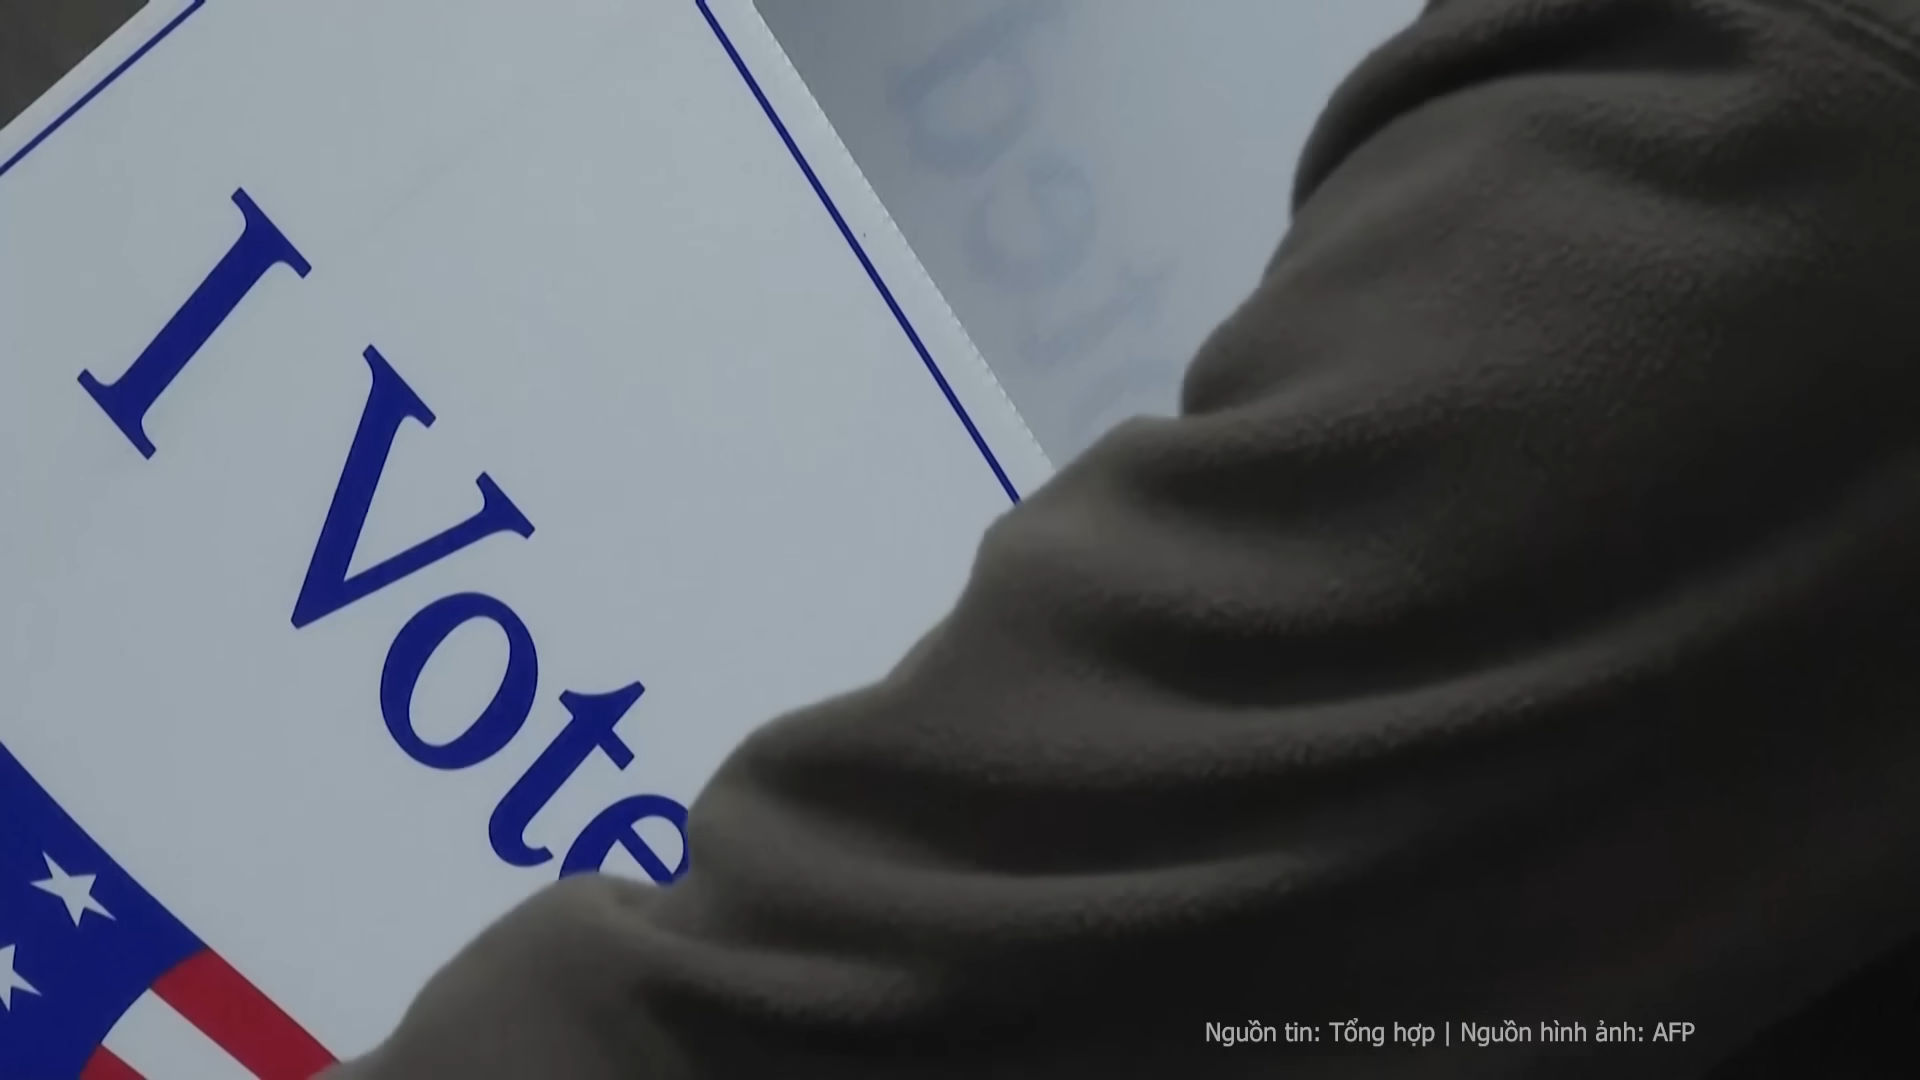 I Vote
Nguồn tin: Tổng hợp | Nguồn hình ảnh: AFP